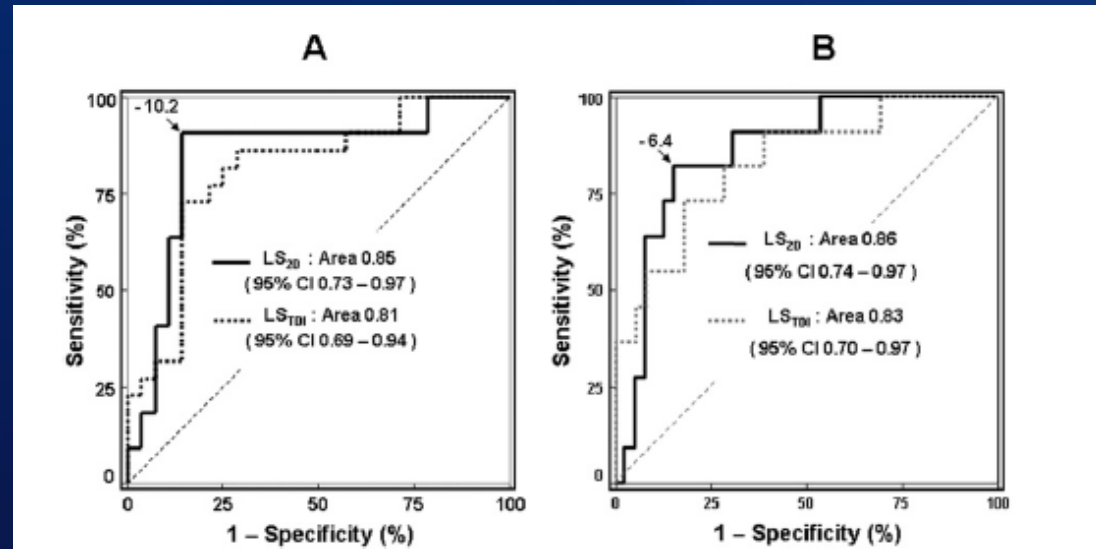 A
100
-10.2
75
50
25
0
Sensitivity (%)
LS2D : Area 0.85
(95% CI 0.73 – 0.97)
LSTDI : Area 0.81
(95% CI 0.69 – 0.94)
0 25 50 75 100
1 – Specificity (%)
B
100
-6.4
75
50
25
0
Sensitivity (%)
LS2D : Area 0.86
(95% CI 0.74 – 0.97)
LSTDI : Area 0.83
(95% CI 0.70 – 0.97)
0 25 50 75 100
1 – Specificity (%)